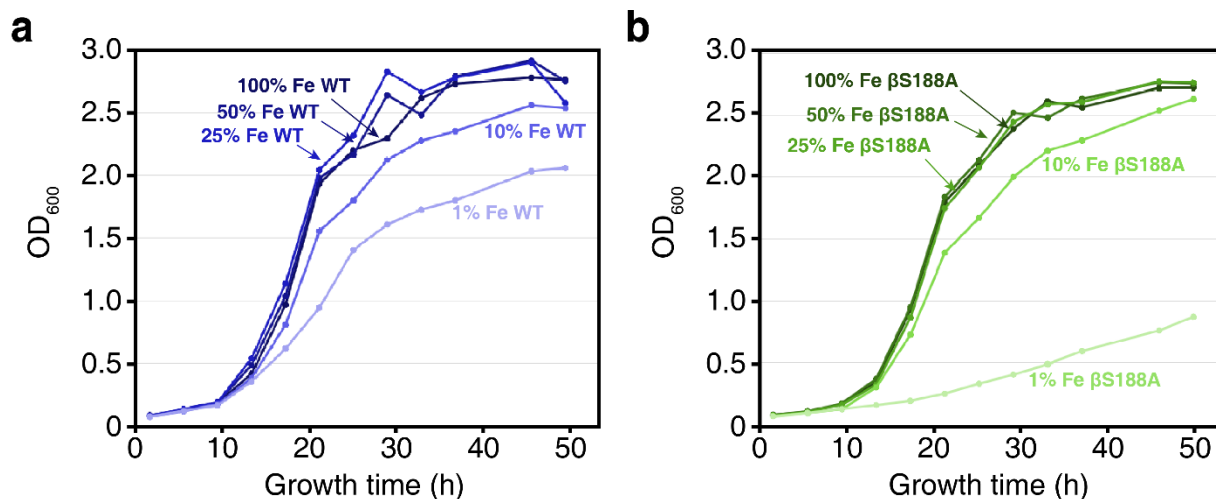 a
3.0
2.5
2.0
1.5
1.0
0.5
0
OD600
0 10 20 30 40 50
Growth time (h)
100% Fe WT
50% Fe WT
25% Fe WT
10% Fe WT
1% Fe WT
b
3.0
2.5
2.0
1.5
1.0
0.5
0
OD600
0 10 20 30 40 50
Growth time (h)
100% Fe βS188A
50% Fe βS188A
25% Fe βS188A
10% Fe βS188A
1% Fe βS188A